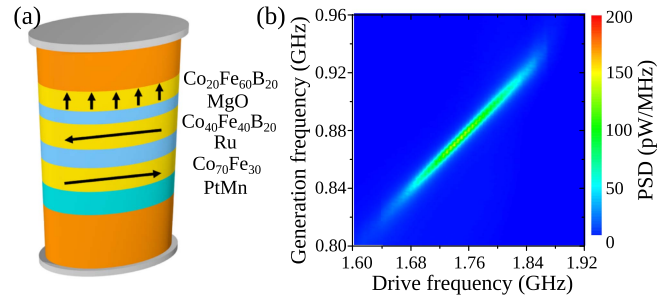 (a)
Co₂₀Fe₆₀B₂₀
MgO
Co₄₀Fe₄₀B₂₀
Ru
Co₇₀Fe₃₀
PtMn
(b)
Generation frequency (GHz)
0.96
0.92
0.88
0.84
0.80
1.60 1.68 1.76 1.84 1.92
Drive frequency (GHz)
200
150
100
50
0
PSD (pW/MHz)